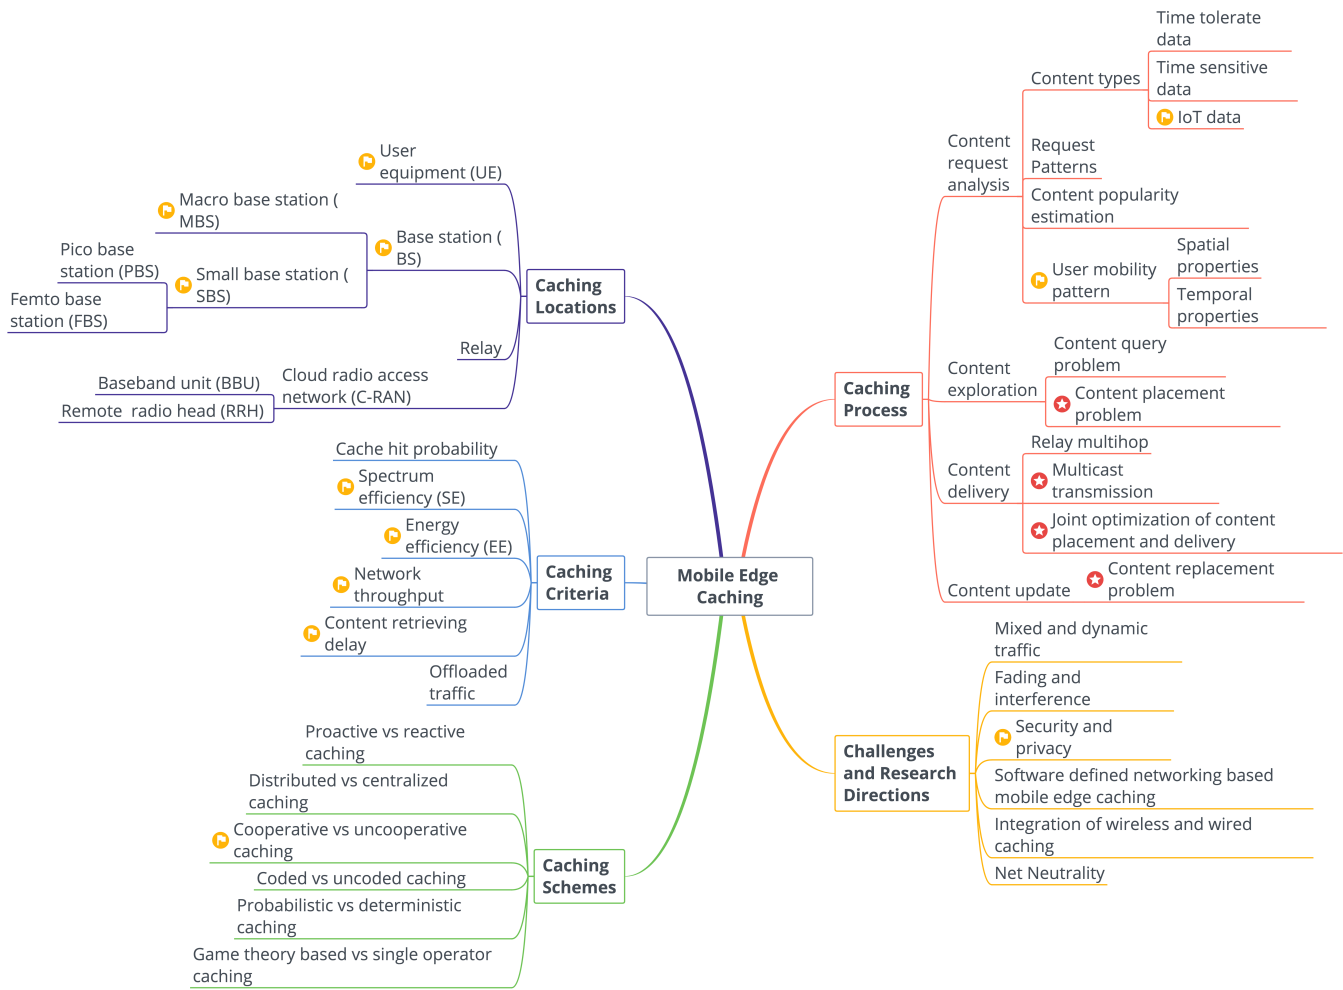 Mobile Edge
Caching
Caching
Locations
User
equipment (UE)
Base station (
BS)
Macro base station (
MBS)
Small base station (
SBS)
Pico base
station (PBS)
Femto base
station (FBS)
Relay
Cloud radio access
network (C-RAN)
Baseband unit (BBU)
Remote  radio head (RRH)
Caching
Criteria
Cache hit probability
Spectrum
efficiency (SE)
Energy
efficiency (EE)
Network
throughput
Content retrieving
delay
Offloaded
traffic
Caching
Schemes
Proactive vs reactive
caching
Distributed vs centralized
caching
Cooperative vs uncooperative
caching
Coded vs uncoded caching
Probabilistic vs deterministic
caching
Game theory based vs single operator
caching
Caching
Process
Content
request
analysis
Content types
Time tolerate
data
Time sensitive
data
IoT data
Request
Patterns
Content popularity
estimation
User mobility
pattern
Spatial
properties
Temporal
properties
Content
exploration
Content query
problem
Content placement
problem
Content
delivery
Relay multihop
Multicast
transmission
Joint optimization of content
placement and delivery
Content update
Content replacement
problem
Challenges
and Research
Directions
Mixed and dynamic
traffic
Fading and
interference
Security and
privacy
Software defined networking based
mobile edge caching
Integration of wireless and wired
caching
Net Neutrality